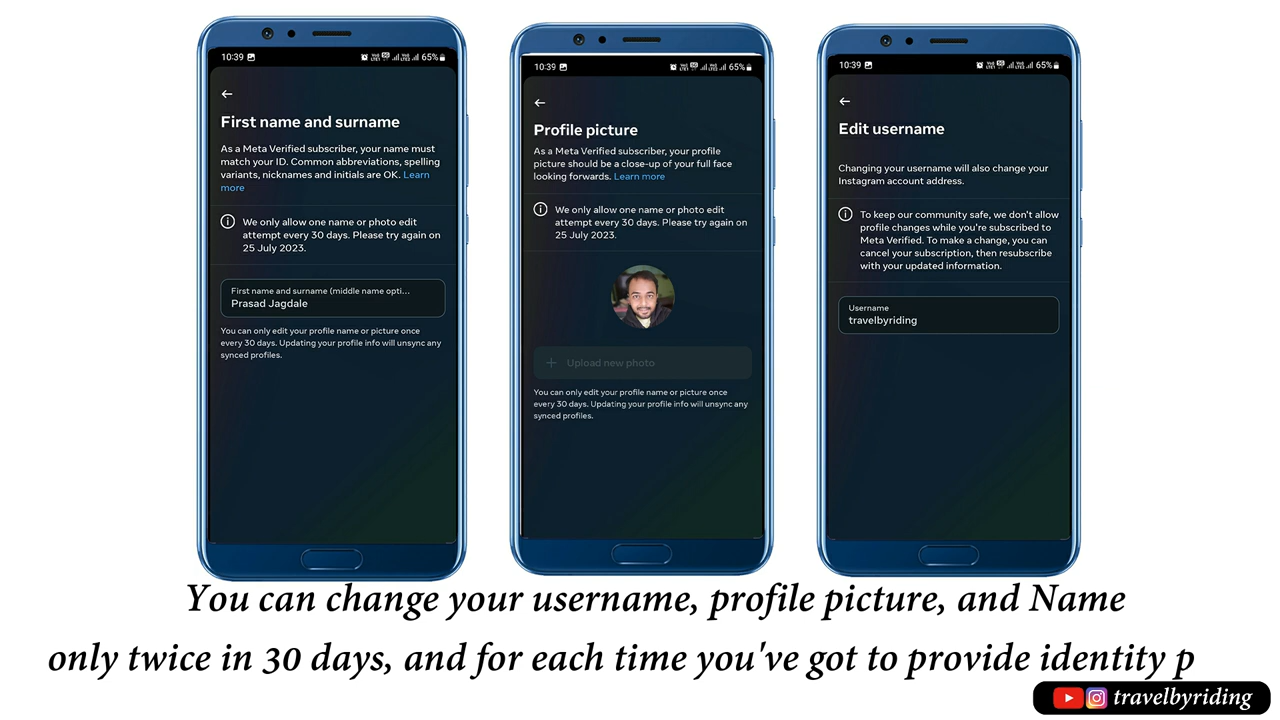 10:39
65%
First name and surname
As a Meta Verified subscriber, your name must
match your ID. Common abbreviations, spelling
variants, nicknames and initials are OK. Learn
more
We only allow one name or photo edit
attempt every 30 days. Please try again on
25 July 2023.
First name and surname (middle name opti...
Prasad Jagdale
You can only edit your profile name or picture once
every 30 days. Updating your profile info will unsync any
synced profiles.
10:39
65%
Profile picture
As a Meta Verified subscriber, your profile
picture should be a close-up of your full face
looking forwards. Learn more
We only allow one name or photo edit
attempt every 30 days. Please try again on
25 July 2023.
+ Upload new photo
You can only edit your profile name or picture once
every 30 days. Updating your profile info will unsync any
synced profiles.
10:39
65%
Edit username
Changing your username will also change your
Instagram account address.
To keep our community safe, we don't allow
profile changes while you're subscribed to
Meta Verified. To make a change, you can
cancel your subscription, then resubscribe
with your updated information.
Username
travelbyriding
You can change your username, profile picture, and Name
only twice in 30 days, and for each time you've got to provide identity p
travelbyriding